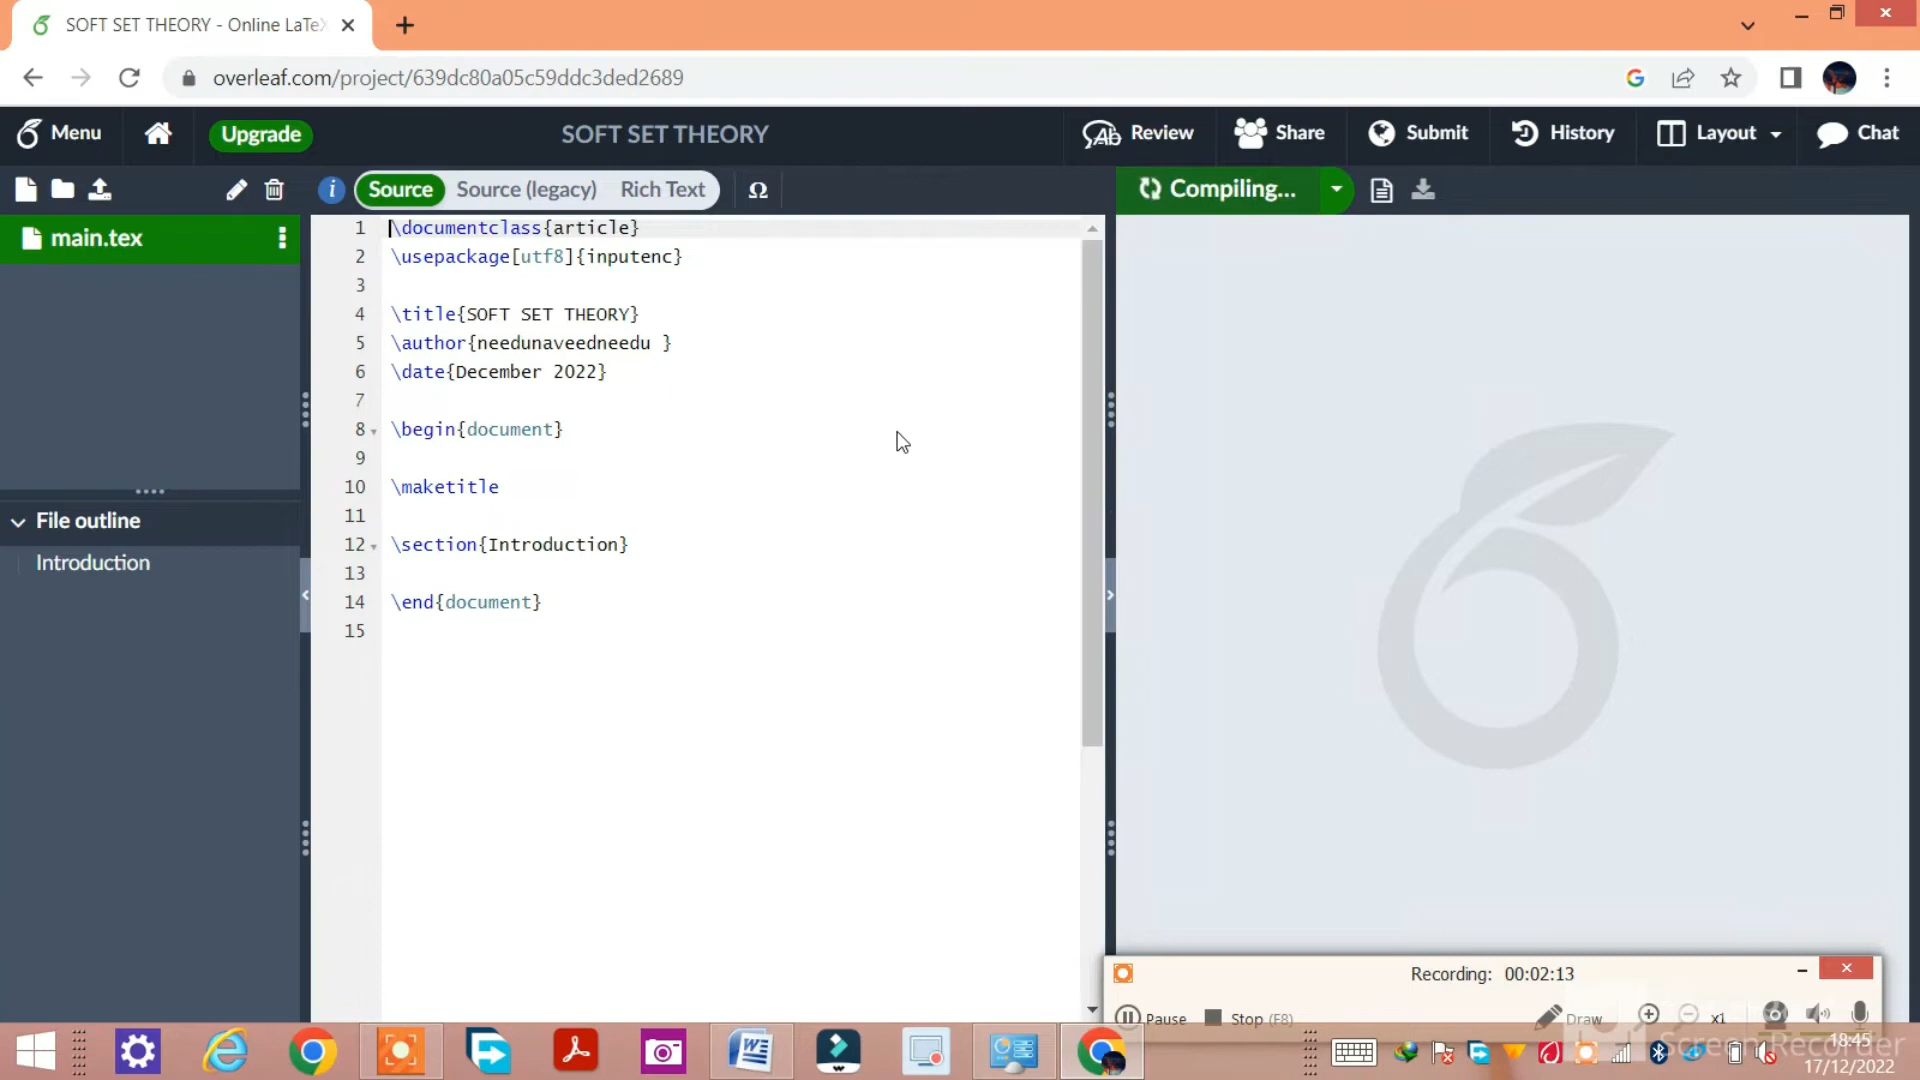 SOFT SET THEORY - Online LaTeX
overleaf.com/project/639dc80a05c59ddc3ded2689
Menu
Upgrade
SOFT SET THEORY
Review
Share
Submit
History
Layout
Chat
Source
Source (legacy)
Rich Text
Ω
Compiling...
main.tex
1 \documentclass{article}
2 \usepackage[utf8]{inputenc}
3
4 \title{SOFT SET THEORY}
5 \author{needunaveedneedu }
6 \date{December 2022}
7
8 \begin{document}
9
10 \maketitle
11
12 \section{Introduction}
13
14 \end{document}
15
File outline
Introduction
Recording: 00:02:13
Pause
Stop (F8)
Draw
x1
Screen Recorder
18:45
17/12/2022